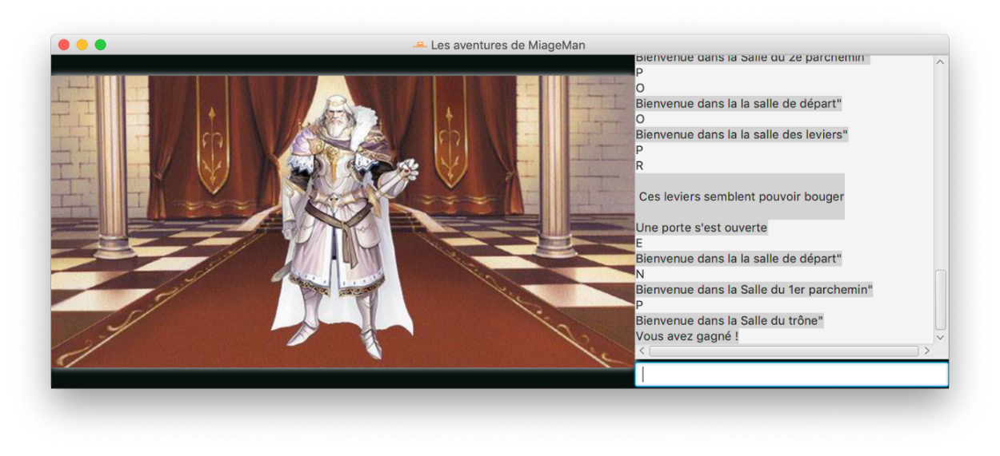 Les aventures de MiageMan
Bienvenue dans la Salle du 2e parchemin"
P
O
Bienvenue dans la la salle de départ"
O
Bienvenue dans la la salle des leviers"
P
R
Ces leviers semblent pouvoir bouger
Une porte s'est ouverte
E
Bienvenue dans la la salle de départ"
N
Bienvenue dans la Salle du 1er parchemin"
P
Bienvenue dans la Salle du trône"
Vous avez gagné !